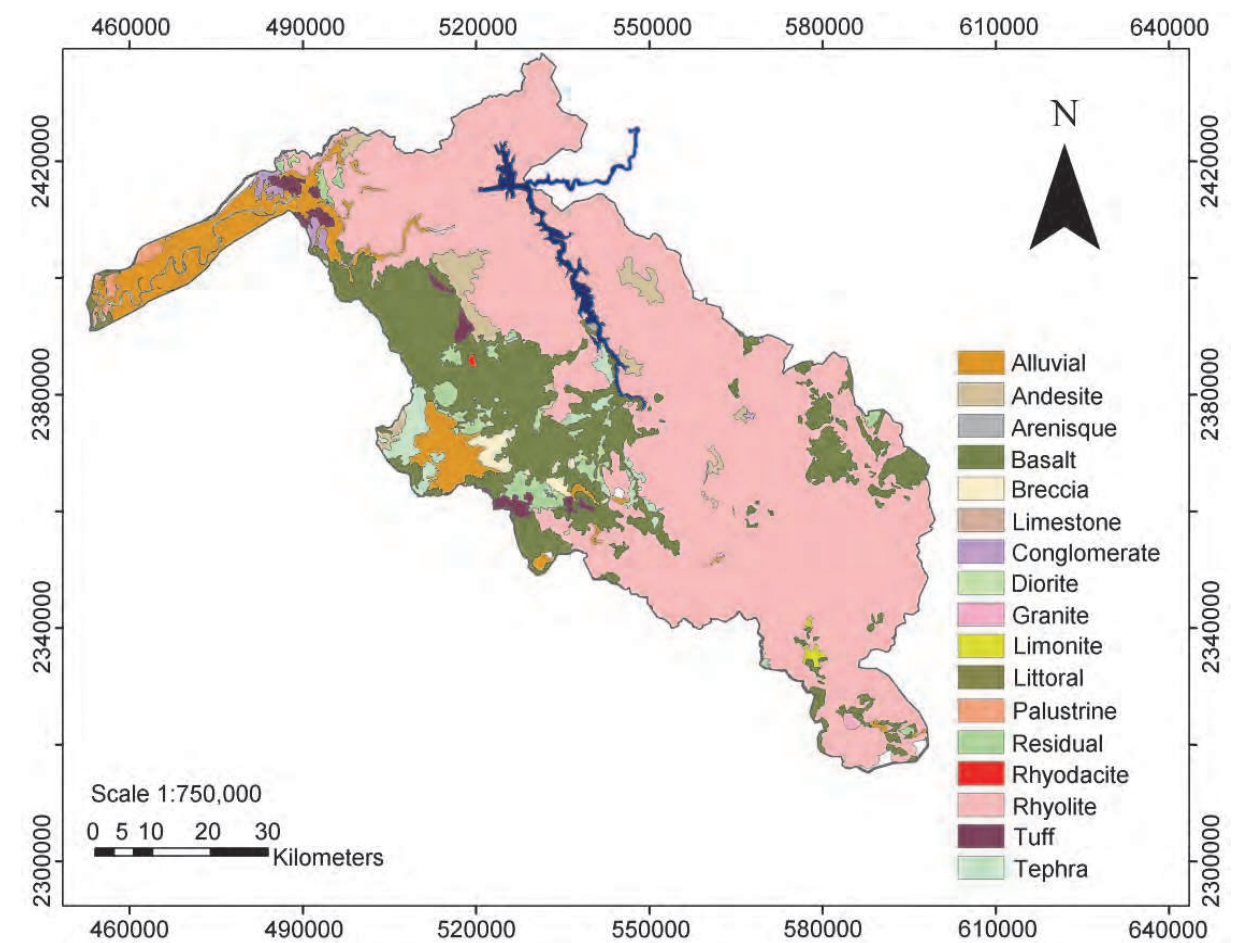 460000 490000 520000 550000 580000 610000 640000
N
2420000 2420000
2380000 2380000
2340000 2340000
2300000 2300000
Alluvial
Andesite
Arenisque
Basalt
Breccia
Limestone
Conglomerate
Diorite
Granite
Limonite
Littoral
Palustrine
Residual
Rhyodacite
Rhyolite
Tuff
Tephra
Scale 1:750,000
0 5 10 20 30
Kilometers
460000 490000 520000 550000 580000 610000 640000